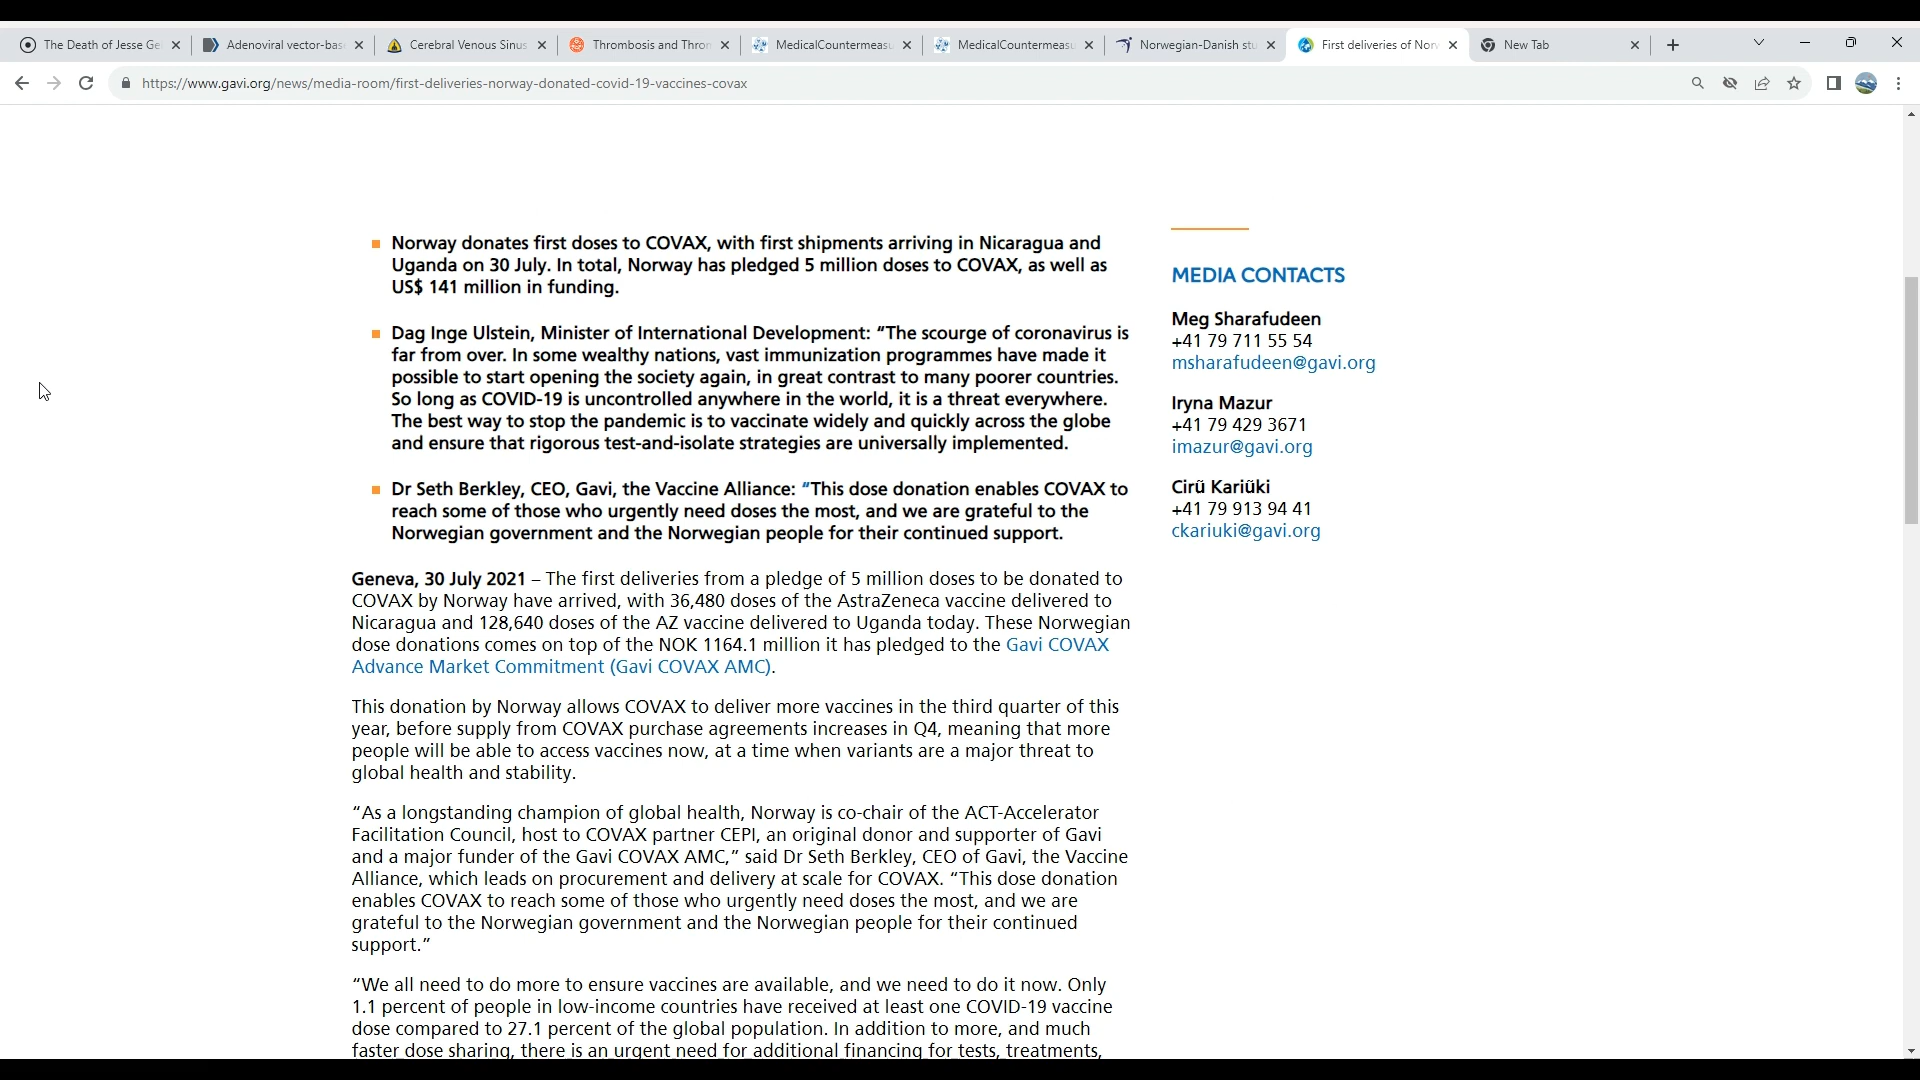 The Death of Jesse Ge
Adenoviral vector-bas
Cerebral Venous Sinus
Thrombosis and Thro
MedicalCountermeasu
MedicalCountermeasu
Norwegian-Danish stu
First deliveries of Norw
New Tab
https://www.gavi.org/news/media-room/first-deliveries-norway-donated-covid-19-vaccines-covax
Norway donates first doses to COVAX, with first shipments arriving in Nicaragua and
Uganda on 30 July. In total, Norway has pledged 5 million doses to COVAX, as well as
US$ 141 million in funding.
Dag Inge Ulstein, Minister of International Development: “The scourge of coronavirus is
far from over. In some wealthy nations, vast immunization programmes have made it
possible to start opening the society again, in great contrast to many poorer countries.
So long as COVID-19 is uncontrolled anywhere in the world, it is a threat everywhere.
The best way to stop the pandemic is to vaccinate widely and quickly across the globe
and ensure that rigorous test-and-isolate strategies are universally implemented.
Dr Seth Berkley, CEO, Gavi, the Vaccine Alliance: “This dose donation enables COVAX to
reach some of those who urgently need doses the most, and we are grateful to the
Norwegian government and the Norwegian people for their continued support.
Geneva, 30 July 2021 – The first deliveries from a pledge of 5 million doses to be donated to
COVAX by Norway have arrived, with 36,480 doses of the AstraZeneca vaccine delivered to
Nicaragua and 128,640 doses of the AZ vaccine delivered to Uganda today. These Norwegian
dose donations comes on top of the NOK 1164.1 million it has pledged to the Gavi COVAX
Advance Market Commitment (Gavi COVAX AMC).
This donation by Norway allows COVAX to deliver more vaccines in the third quarter of this
year, before supply from COVAX purchase agreements increases in Q4, meaning that more
people will be able to access vaccines now, at a time when variants are a major threat to
global health and stability.
“As a longstanding champion of global health, Norway is co-chair of the ACT-Accelerator
Facilitation Council, host to COVAX partner CEPI, an original donor and supporter of Gavi
and a major funder of the Gavi COVAX AMC,” said Dr Seth Berkley, CEO of Gavi, the Vaccine
Alliance, which leads on procurement and delivery at scale for COVAX. “This dose donation
enables COVAX to reach some of those who urgently need doses the most, and we are
grateful to the Norwegian government and the Norwegian people for their continued
support.”
“We all need to do more to ensure vaccines are available, and we need to do it now. Only
1.1 percent of people in low-income countries have received at least one COVID-19 vaccine
dose compared to 27.1 percent of the global population. In addition to more, and much
faster dose sharing, there is an urgent need for additional financing for tests, treatments,
MEDIA CONTACTS
Meg Sharafudeen
+41 79 711 55 54
msharafudeen@gavi.org
Iryna Mazur
+41 79 429 3671
imazur@gavi.org
Cirũ Kariũki
+41 79 913 94 41
ckariuki@gavi.org